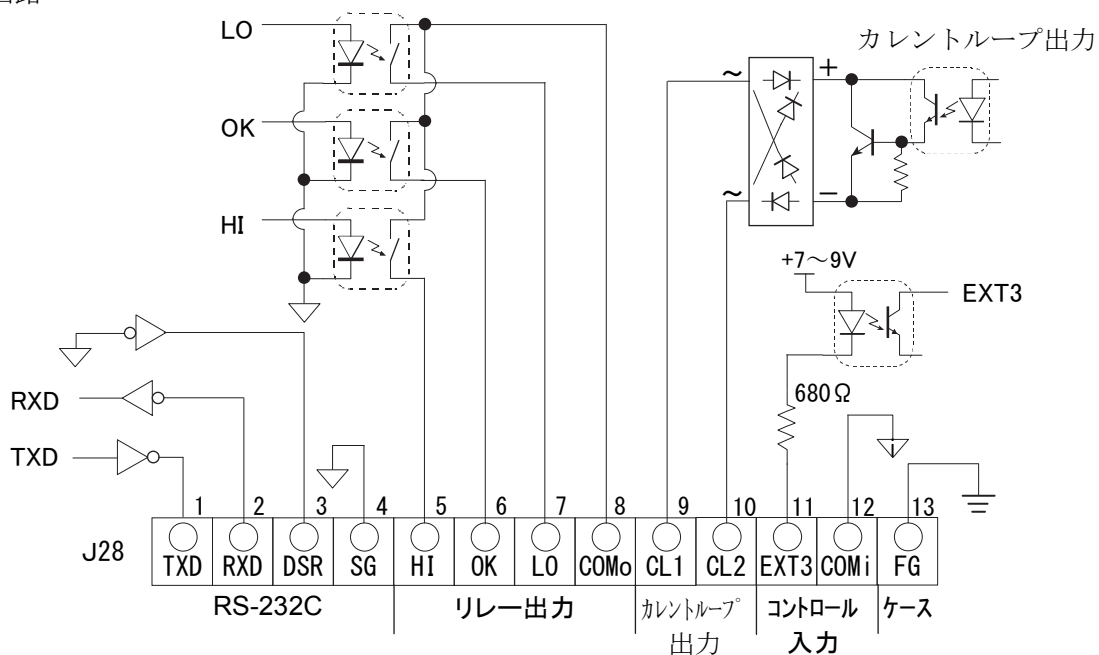 LO
カレントループ出力
OK
HI
+7～9V
EXT3
680Ω
RXD
TXD
i
1 2 3 4 5 6 7 8 9 10 11 12 13
J28
TXD RXD DSR SG HI OK LO COMo CL1 CL2 EXT3 COMi FG
RS-232C リレー出力 カレントループ コントロール ケース
出力 入力